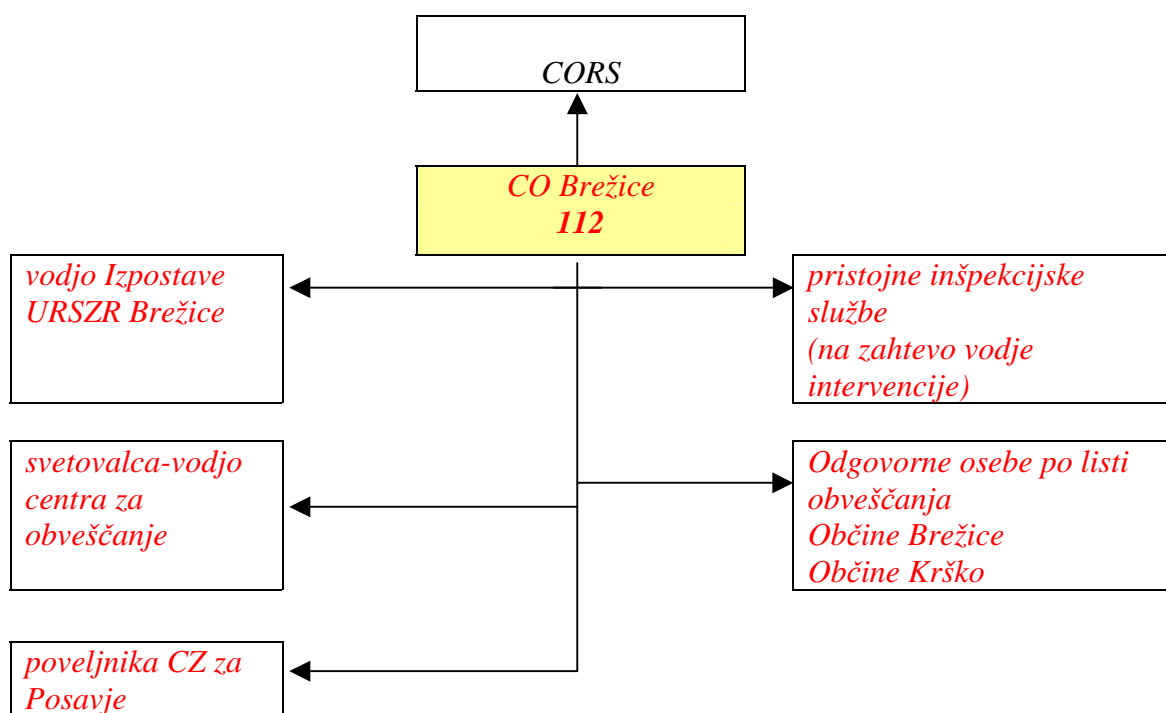 CORS
CO Brežice
112
vodjo Izpostave
URSZR Brežice
pristojne inšpekcijske
službe
(na zahtevo vodje
intervencije)
svetovalca-vodjo
centra za
obveščanje
Odgovorne osebe po listi
obveščanja
Občine Brežice
Občine Krško
poveljnika CZ za
Posavje